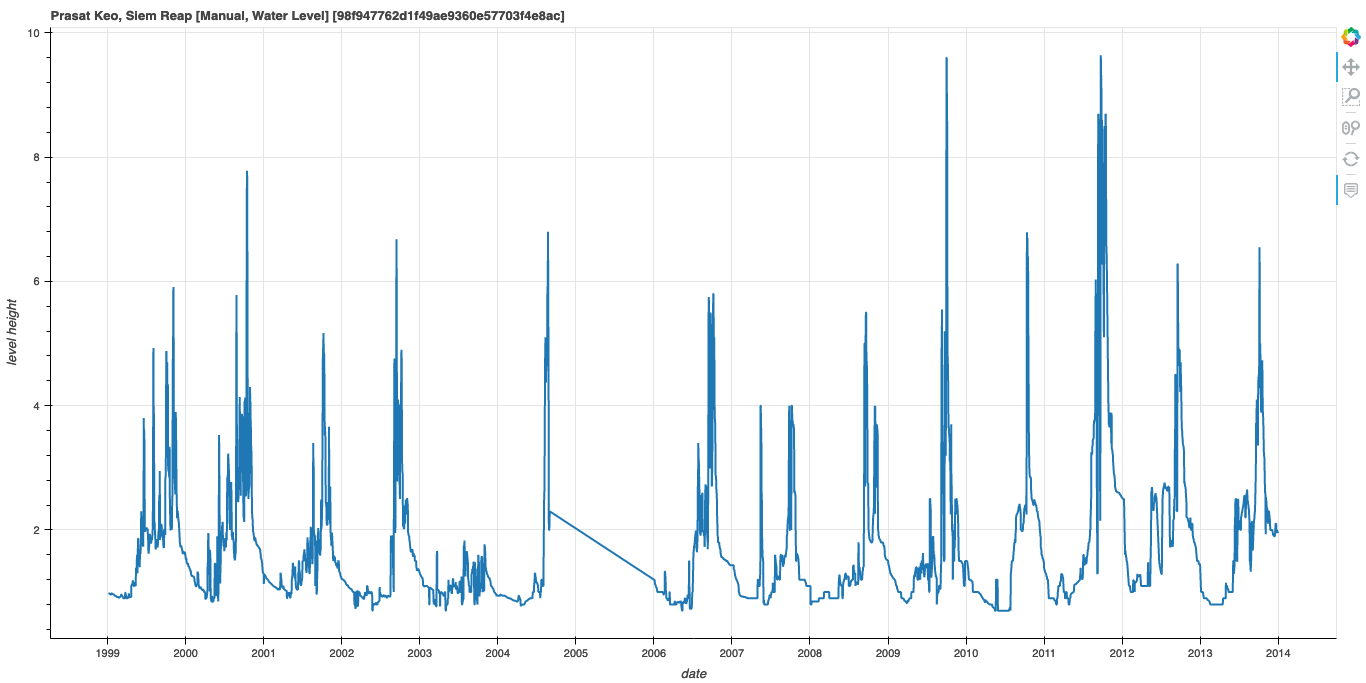 Prasat Keo, Siem Reap [Manual, Water Level] [98f947762d1f49ae9360e57703f4e8ac]
10
8
6
4
2
level height
1999 2000 2001 2002 2003 2004 2005 2006 2007 2008 2009 2010 2011 2012 2013 2014
date